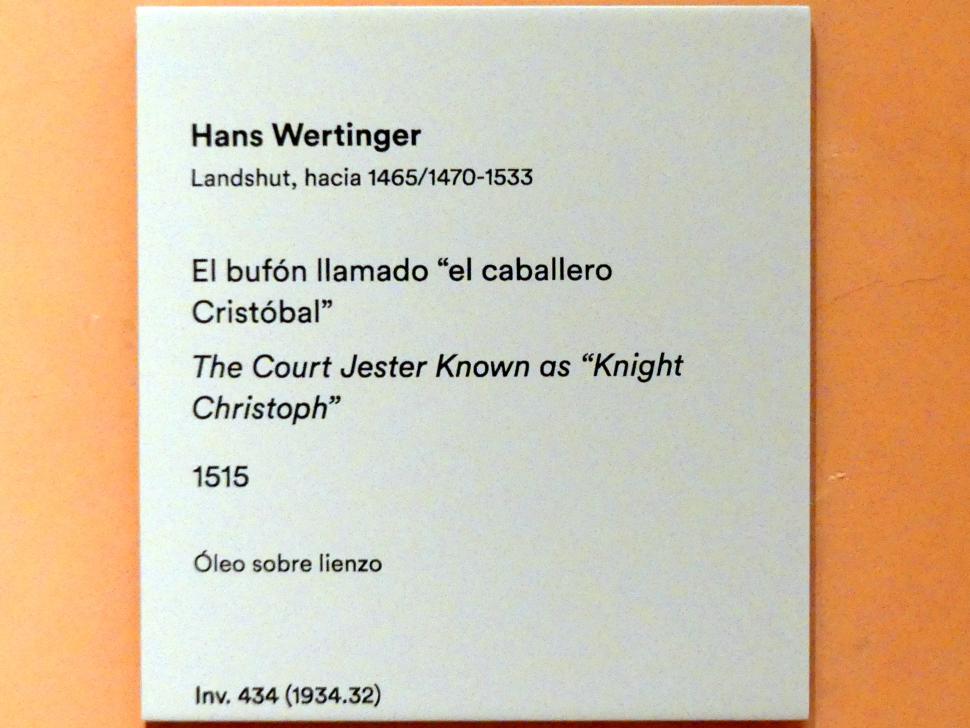 Hans Wertinger
Landshut, hacia 1465/1470-1533
El bufón llamado “el caballero
Cristóbal”
The Court Jester Known as “Knight
Christoph”
1515
Óleo sobre lienzo
Inv. 434 (1934.32)